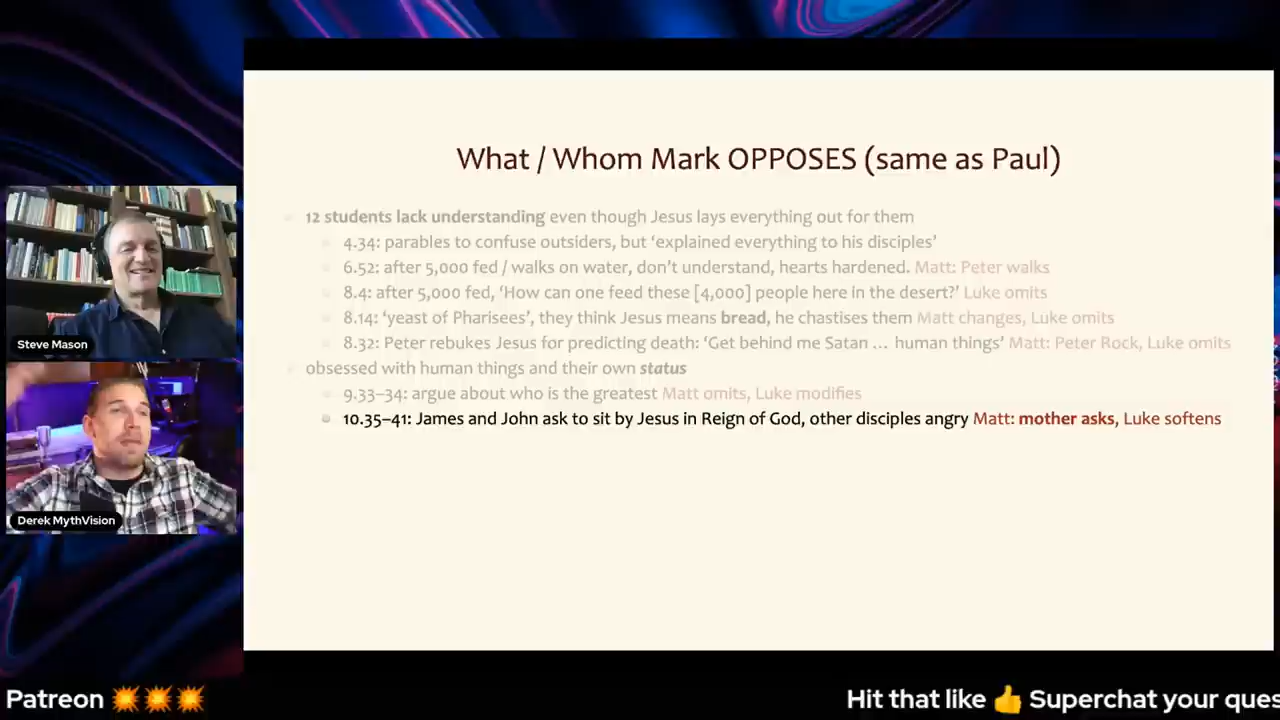 What / Whom Mark OPPOSES (same as Paul)
12 students lack understanding even though Jesus lays everything out for them
4.34: parables to confuse outsiders, but ‘explained everything to his disciples’
6.52: after 5,000 fed / walks on water, don’t understand, hearts hardened. Matt: Peter walks
8.4: after 5,000 fed, ‘How can one feed these [4,000] people here in the desert?’ Luke omits
8.14: ‘yeast of Pharisees’, they think Jesus means bread, he chastises them Matt changes, Luke omits
8.32: Peter rebukes Jesus for predicting death: ‘Get behind me Satan … human things’ Matt: Peter Rock, Luke omits
obsessed with human things and their own status
9.33–34: argue about who is the greatest Matt omits, Luke modifies
10.35–41: James and John ask to sit by Jesus in Reign of God, other disciples angry Matt: mother asks, Luke softens
Steve Mason
Derek MythVision
Patreon 💥💥💥
Hit that like 👍 Superchat your ques